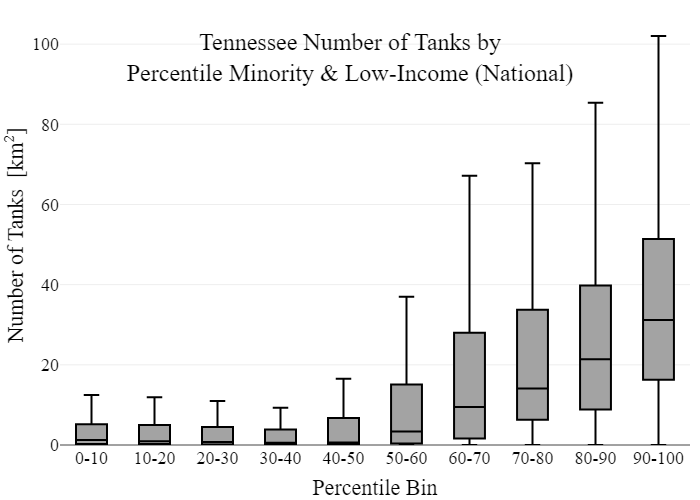 Tennessee Number of Tanks by
Percentile Minority & Low-Income (National)
Number of Tanks [km²]
100
80
60
40
20
0
0-10 10-20 20-30 30-40 40-50 50-60 60-70 70-80 80-90 90-100
Percentile Bin